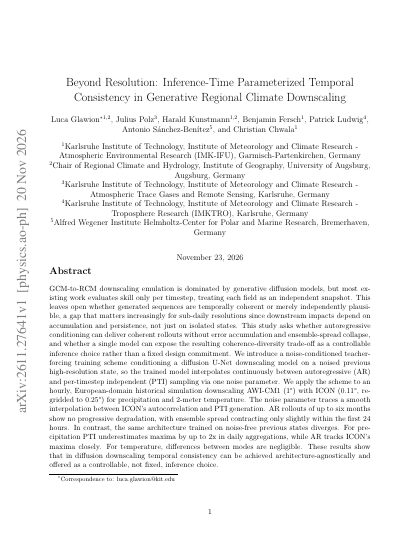 Beyond Resolution: Inference-Time Parameterized Temporal
Consistency in Generative Regional Climate Downscaling
Luca Glawion*1,2, Julius Polz3, Harald Kunstmann1,2, Benjamin Fersch1, Patrick Ludwig4,
Antonio Sánchez-Benítez5, and Christian Chwala1
1Karlsruhe Institute of Technology, Institute of Meteorology and Climate Research -
Atmospheric Environmental Research (IMK-IFU), Garmisch-Partenkirchen, Germany
2Chair of Regional Climate and Hydrology, Institute of Geography, University of Augsburg,
Augsburg, Germany
3Karlsruhe Institute of Technology, Institute of Meteorology and Climate Research -
Atmospheric Trace Gases and Remote Sensing, Karlsruhe, Germany
4Karlsruhe Institute of Technology, Institute of Meteorology and Climate Research -
Troposphere Research (IMKTRO), Karlsruhe, Germany
5Alfred Wegener Institute Helmholtz-Center for Polar and Marine Research, Bremerhaven,
Germany
November 23, 2026
Abstract
GCM-to-RCM downscaling emulation is dominated by generative diffusion models, but most ex-
isting work evaluates skill only per timestep, treating each field as an independent snapshot. This
leaves open whether generated sequences are temporally coherent or merely independently plausi-
ble, a gap that matters increasingly for sub-daily resolutions since downstream impacts depend on
accumulation and persistence, not just on isolated states. This study asks whether autoregressive
conditioning can deliver coherent rollouts without error accumulation and ensemble-spread collapse,
and whether a single model can expose the resulting coherence-diversity trade-off as a controllable
inference choice rather than a fixed design commitment. We introduce a noise-conditioned teacher-
forcing training scheme conditioning a diffusion U-Net downscaling model on a noised previous
high-resolution state, so the trained model interpolates continuously between autoregressive (AR)
and per-timestep independent (PTI) sampling via one noise parameter. We apply the scheme to an
hourly, European-domain historical simulation downscaling AWI-CM1 (1°) with ICON (0.11°, re-
gridded to 0.25°) for precipitation and 2-meter temperature. The noise parameter traces a smooth
interpolation between ICON's autocorrelation and PTI generation. AR rollouts of up to six months
show no progressive degradation, with ensemble spread contracting only slightly within the first 24
hours. In contrast, the same architecture trained on noise-free previous states diverges. For pre-
cipitation PTI underestimates maxima by up to 2x in daily aggregations, while AR tracks ICON's
maxima closely. For temperature, differences between modes are negligible. These results show
that in diffusion downscaling temporal consistency can be achieved architecture-agnostically and
offered as a controllable, not fixed, inference choice.
*Correspondence to: luca.glawion@kit.edu
1
arXiv:2611.27641v1 [physics.ao-ph] 20 Nov 2026